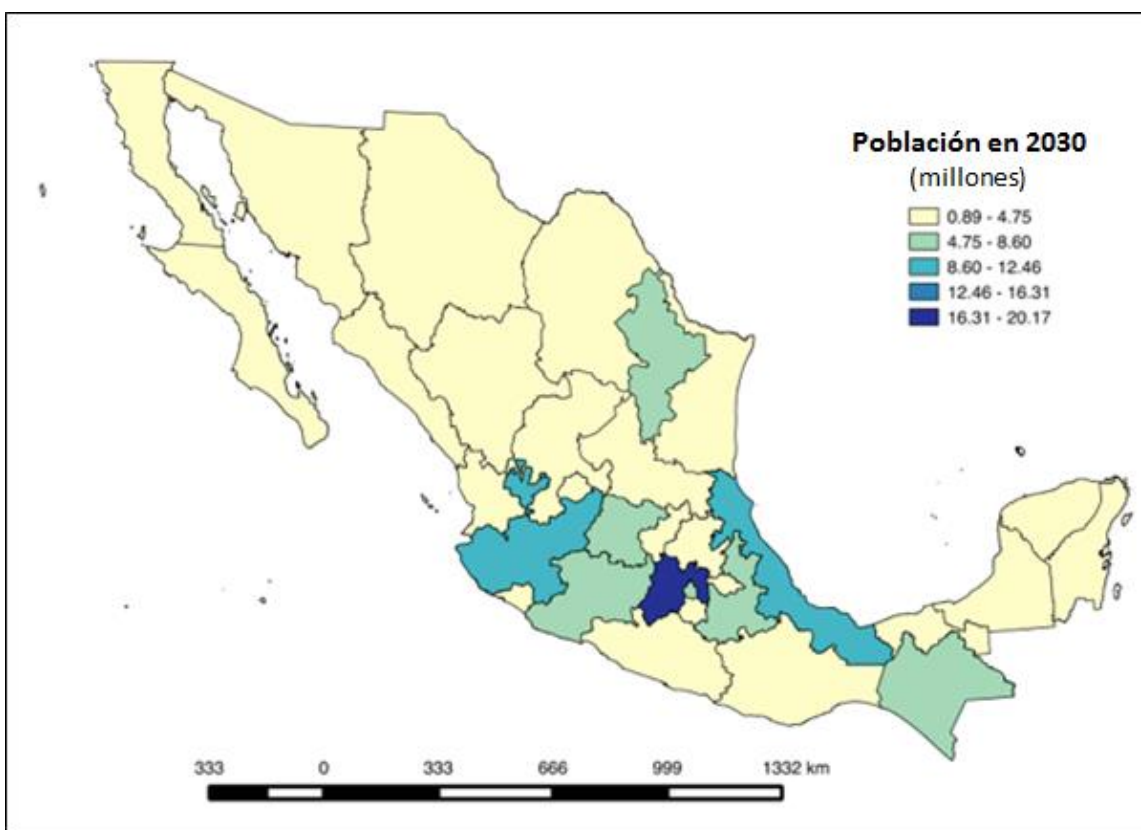 Población en 2030
(millones)
0.89 - 4.75
4.75 - 8.60
8.60 - 12.46
12.46 - 16.31
16.31 - 20.17
333 0 333 666 999 1332 km